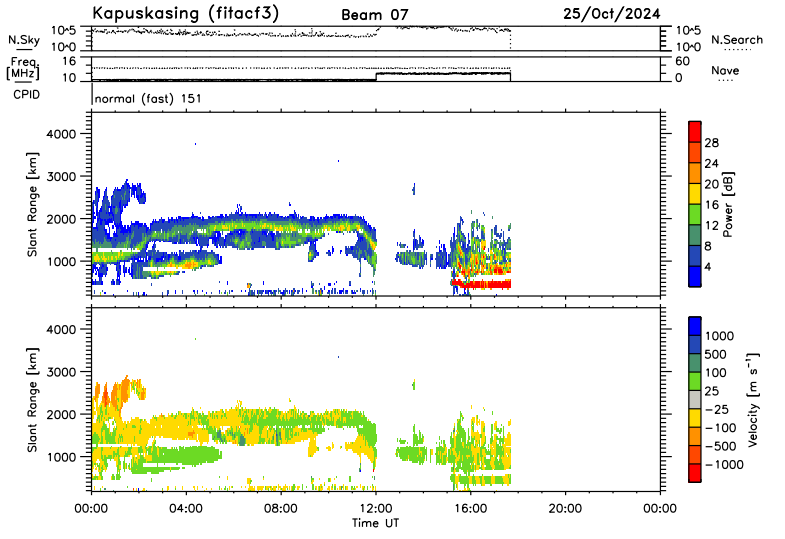 Kapuskasing (fitacf3) Beam 07 25/Oct/2024
N.Sky 10^5 10^0 10^5 10^0 N.Search
Freq. [MHz] 16 10 60 0 Nave
CPID normal (fast) 151
Slant Range [km] 4000 3000 2000 1000
Power [dB] 28 24 20 16 12 8 4
Slant Range [km] 4000 3000 2000 1000
Velocity [m s⁻¹] 1000 500 100 25 −25 −100 −500 −1000
00:00 04:00 08:00 12:00 16:00 20:00 00:00
Time UT